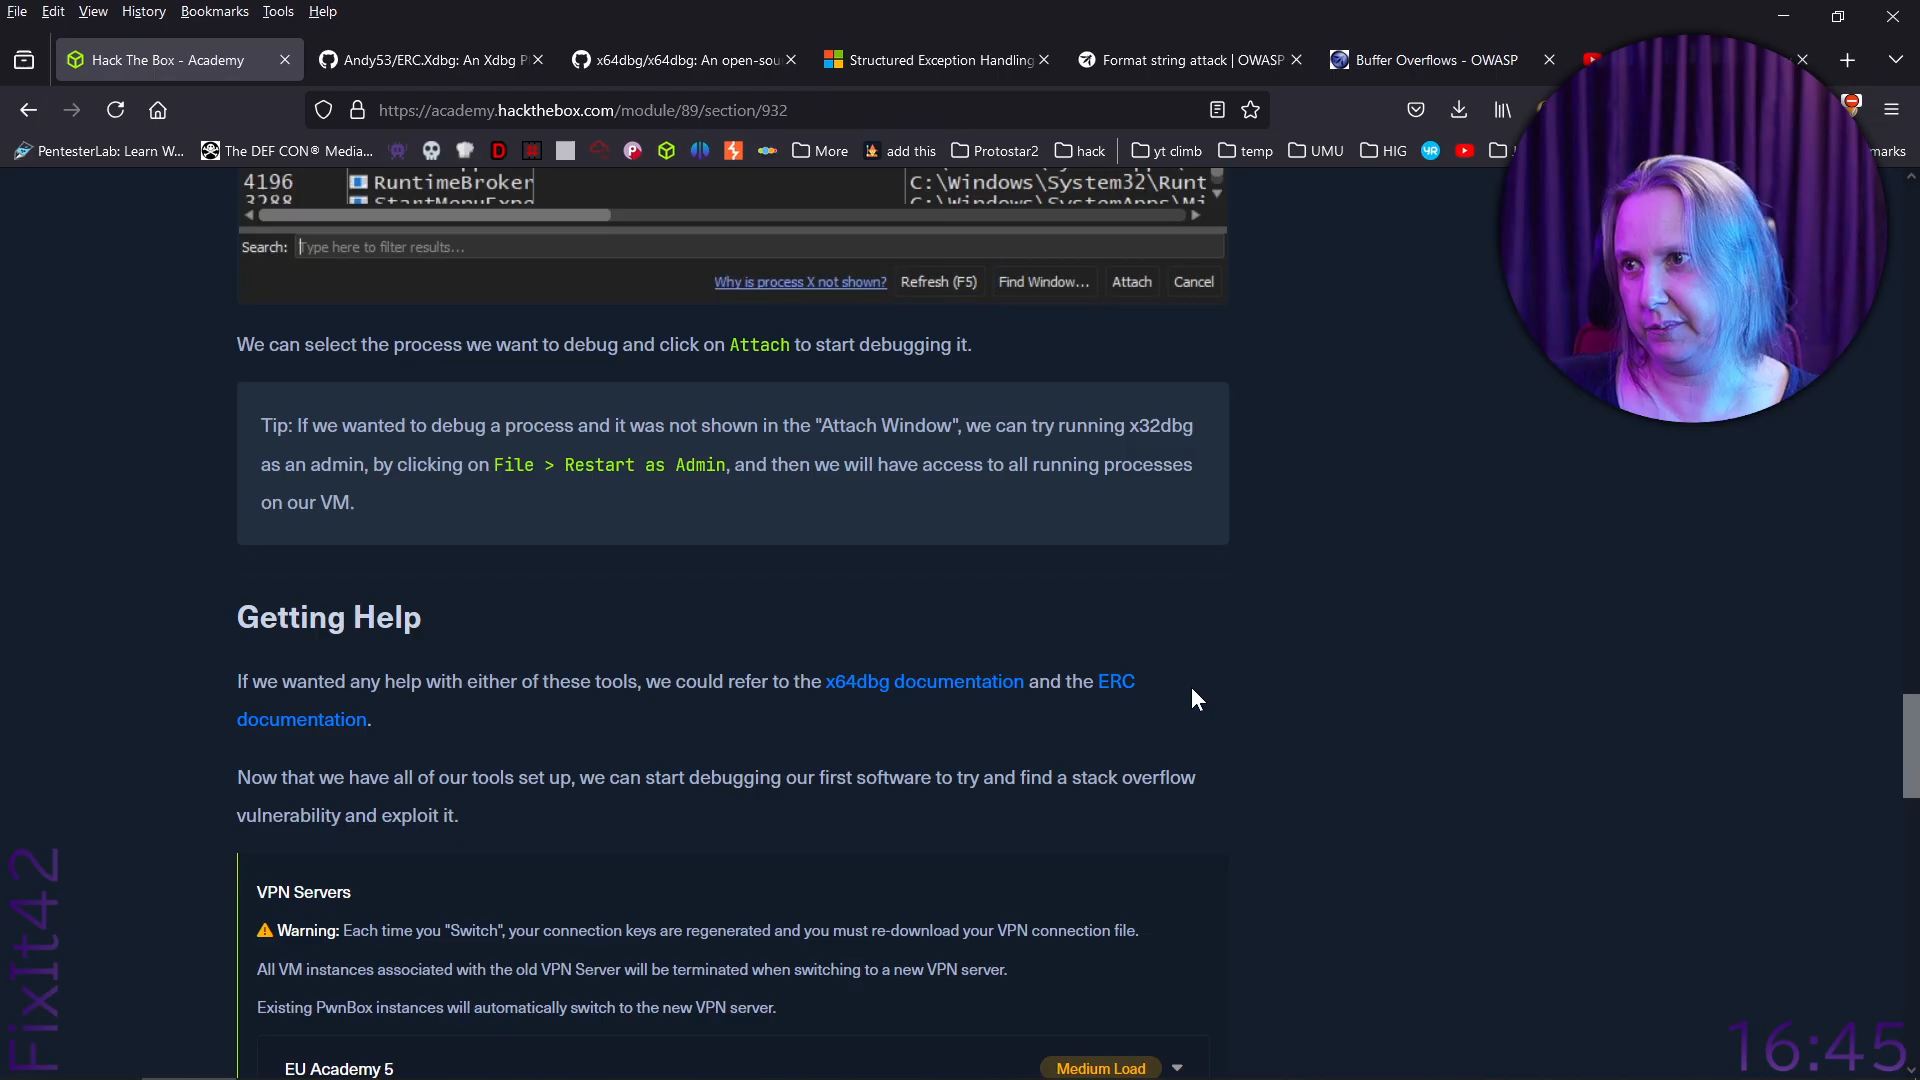 File Edit View History Bookmarks Tools Help
Hack The Box - Academy
Andy53/ERC.Xdbg: An Xdbg P
x64dbg/x64dbg: An open-sou
Structured Exception Handling
Format string attack | OWASP
Buffer Overflows - OWASP
https://academy.hackthebox.com/module/89/section/932
PentesterLab: Learn W...
The DEF CON® Media...
More
add this
Protostar2
hack
yt climb
temp
UMU
HIG
marks
4196 RuntimeBroker C:\Windows\System32\Runt
3288 StartMenuExpe C:\Windows\SystemApps\Mi
Search: Type here to filter results...
Why is process X not shown? Refresh (F5) Find Window... Attach Cancel
We can select the process we want to debug and click on Attach to start debugging it.
Tip: If we wanted to debug a process and it was not shown in the "Attach Window", we can try running x32dbg
as an admin, by clicking on File > Restart as Admin, and then we will have access to all running processes
on our VM.
Getting Help
If we wanted any help with either of these tools, we could refer to the x64dbg documentation and the ERC
documentation.
Now that we have all of our tools set up, we can start debugging our first software to try and find a stack overflow
vulnerability and exploit it.
VPN Servers
Warning: Each time you "Switch", your connection keys are regenerated and you must re-download your VPN connection file.
All VM instances associated with the old VPN Server will be terminated when switching to a new VPN server.
Existing PwnBox instances will automatically switch to the new VPN server.
EU Academy 5 Medium Load
FixIt42
16:45